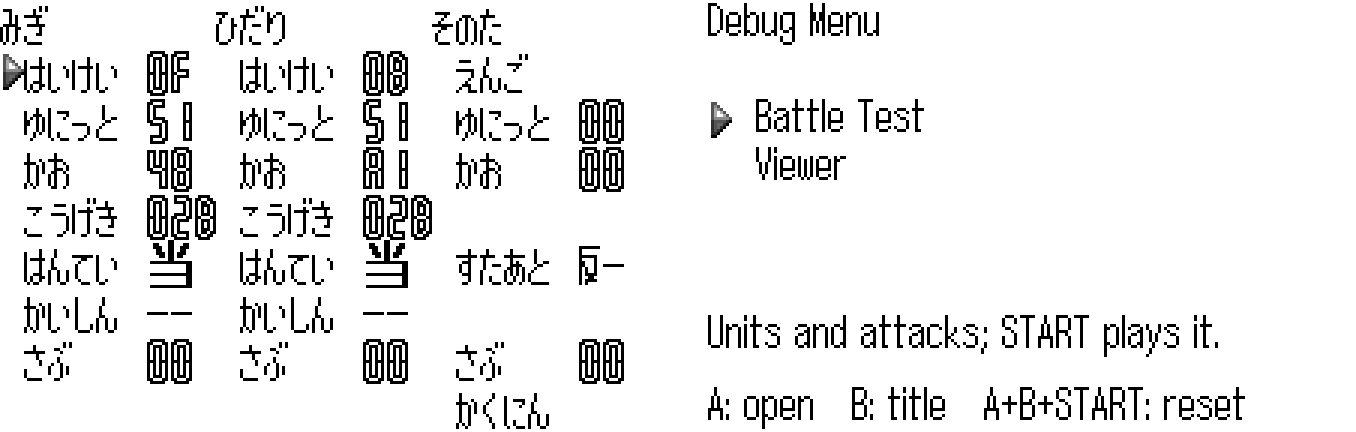 みぎ ひだり そのた
はいけい 0F はいけい 08 えんご
ゆにっと 51 ゆにっと 51 ゆにっと 00
かお 48 かお A1 かお 00
こうげき 028 こうげき 028
はんてい 当 はんてい 当 すたあと
かいしん -- かいしん --
さぶ 00 さぶ 00 さぶ 00
かくにん
Debug Menu
Battle Test
Viewer
Units and attacks; START plays it.
A: open B: title A+B+START: reset